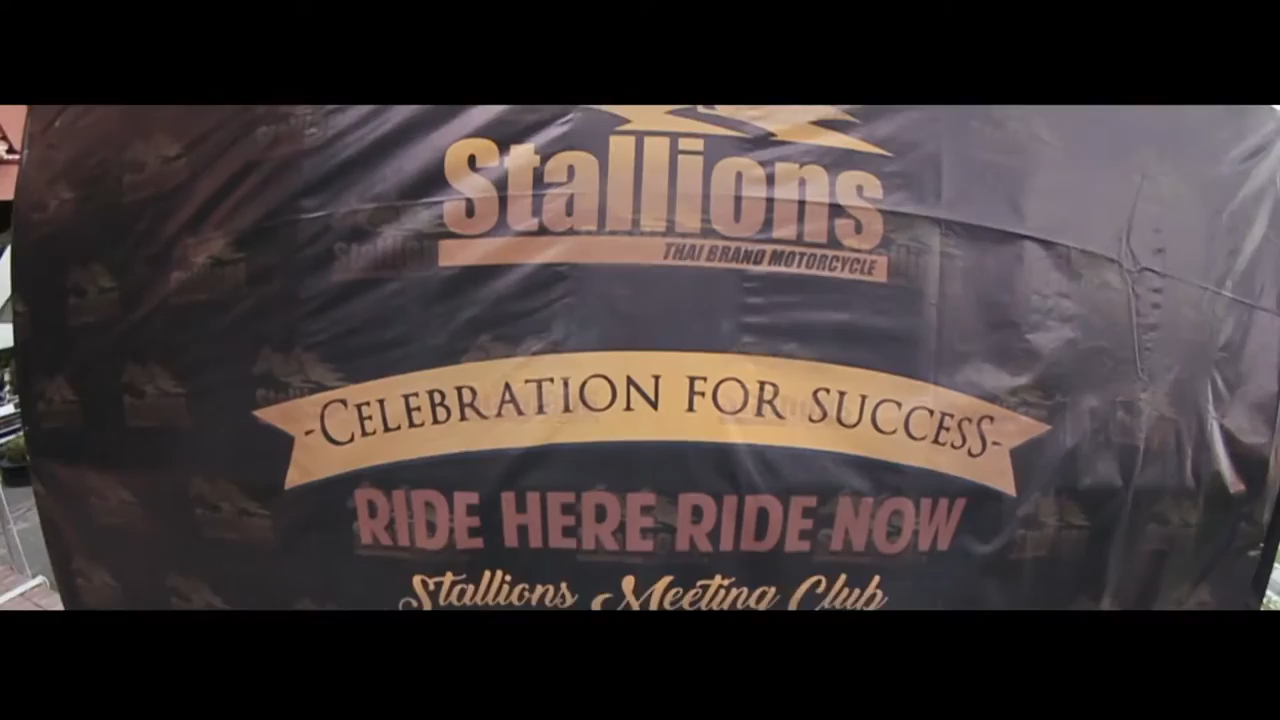 Stallions
THAI BRAND MOTORCYCLE
-CELEBRATION FOR SUCCESS-
RIDE HERE RIDE NOW
Stallions Meeting Club